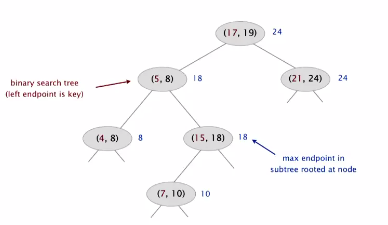 (17, 19) 24
(5, 8) 18
(21, 24) 24
binary search tree
(left endpoint is key)
(4, 8) 8
(15, 18) 18
max endpoint in
subtree rooted at node
(7, 10) 10